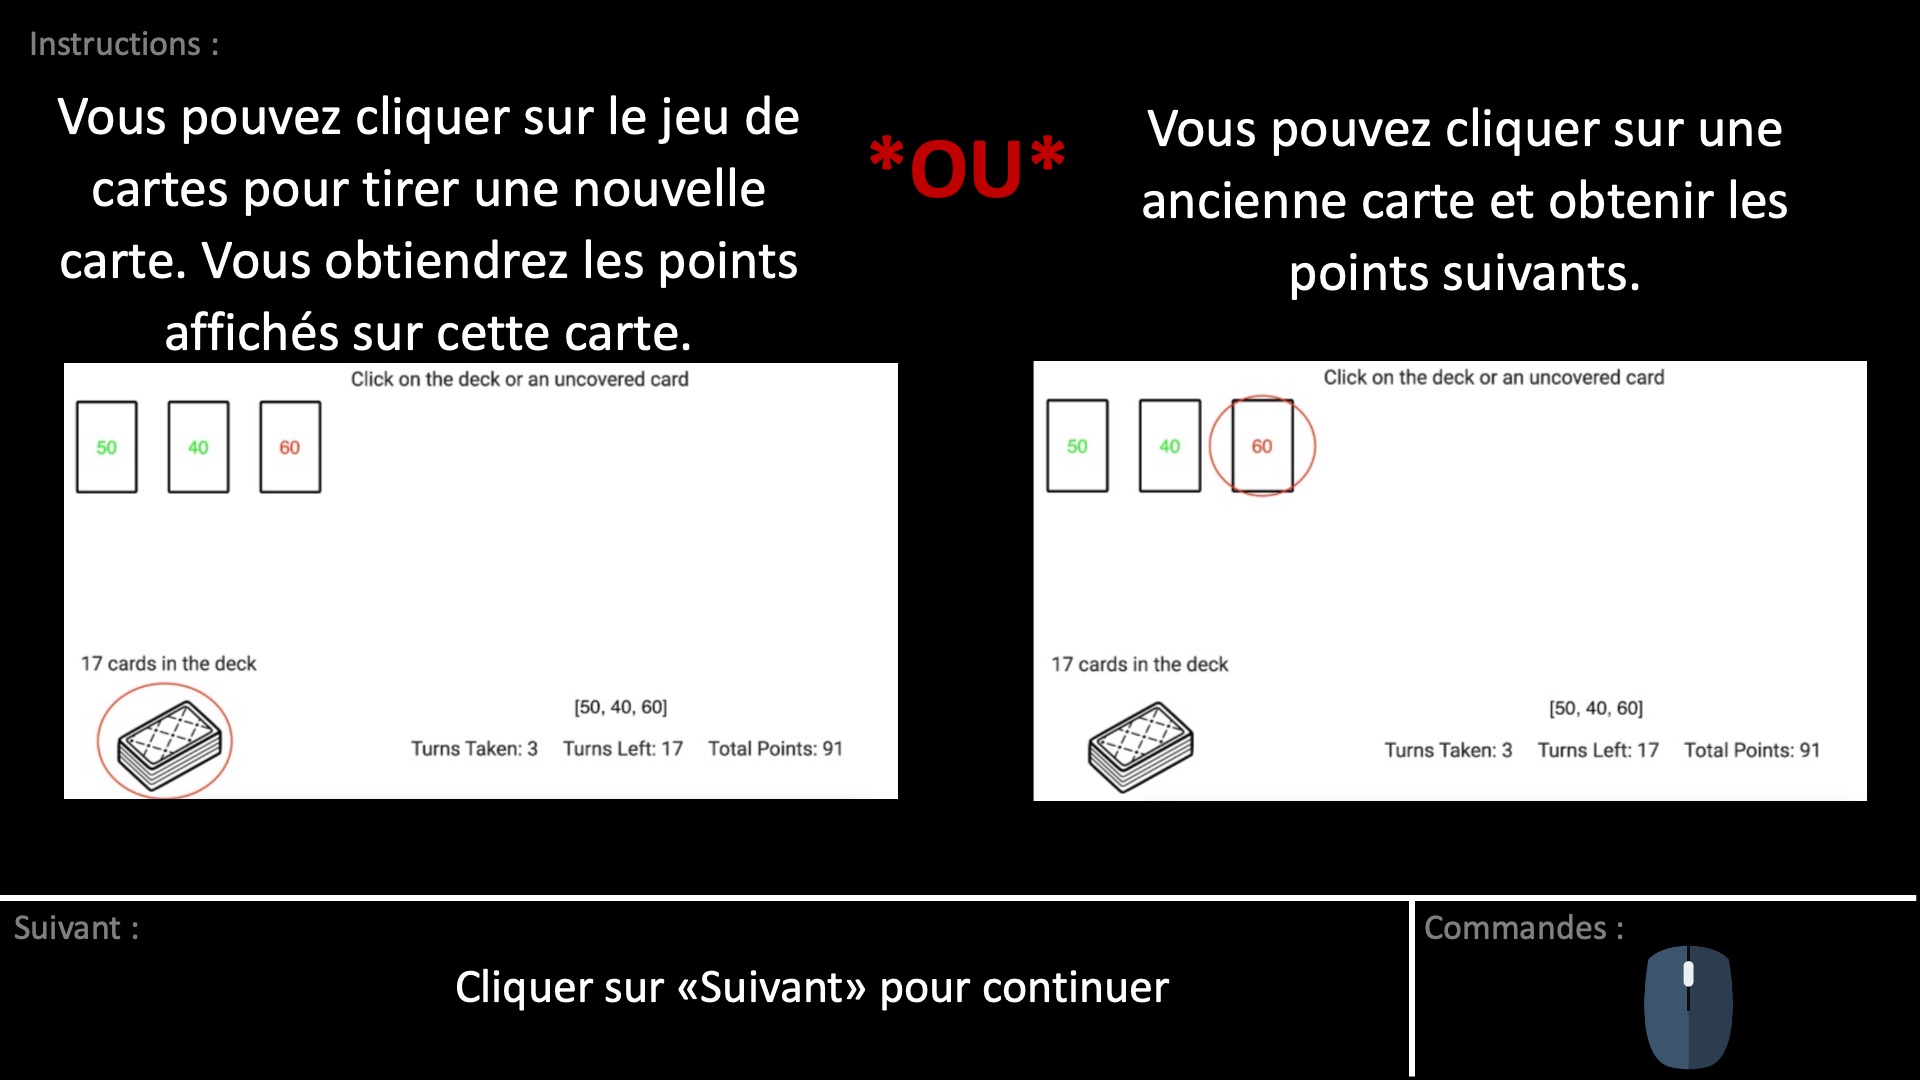 Instructions :
Vous pouvez cliquer sur le jeu de
cartes pour tirer une nouvelle
carte. Vous obtiendrez les points
affichés sur cette carte.
*OU*
Vous pouvez cliquer sur une
ancienne carte et obtenir les
points suivants.
Click on the deck or an uncovered card
50 40 60
17 cards in the deck
[50, 40, 60]
Turns Taken: 3 Turns Left: 17 Total Points: 91
Click on the deck or an uncovered card
50 40 60
17 cards in the deck
[50, 40, 60]
Turns Taken: 3 Turns Left: 17 Total Points: 91
Suivant :
Cliquer sur «Suivant» pour continuer
Commandes :